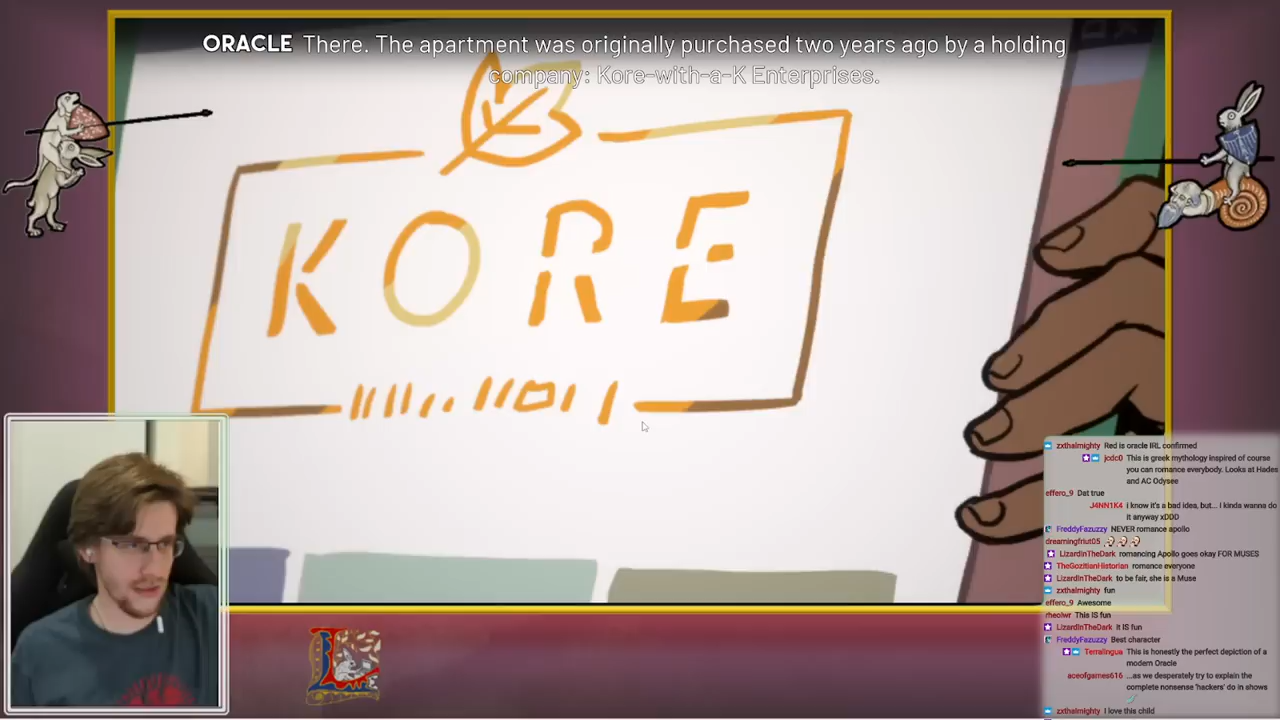 ORACLE There. The apartment was originally purchased two years ago by a holding
company: Kore-with-a-K Enterprises.
KORE
zxthalmighty Red is oracle IRL confirmed
jcdc0 This is greek mythology inspired of course
you can romance everybody. Looks at Hades
and AC Odysee
effero_9 Dat true
J4NN1K4 i know it's a bad idea, but... i kinda wanna do
it anyway xDDD
FreddyFazuzzy NEVER romance apollo
dreamingfriut05
LizardInTheDark romancing Apollo goes okay FOR MUSES
TheGozitianHistorian romance everyone
LizardInTheDark to be fair, she is a Muse
zxthalmighty fun
effero_9 Awesome
rheolwr This IS fun
LizardInTheDark It IS fun
FreddyFazuzzy Best character
Terralingua This is honestly the perfect depiction of a
modern Oracle
aceofgames616 ...as we desperately try to explain the
complete nonsense 'hackers' do in shows
zxthalmighty I love this child